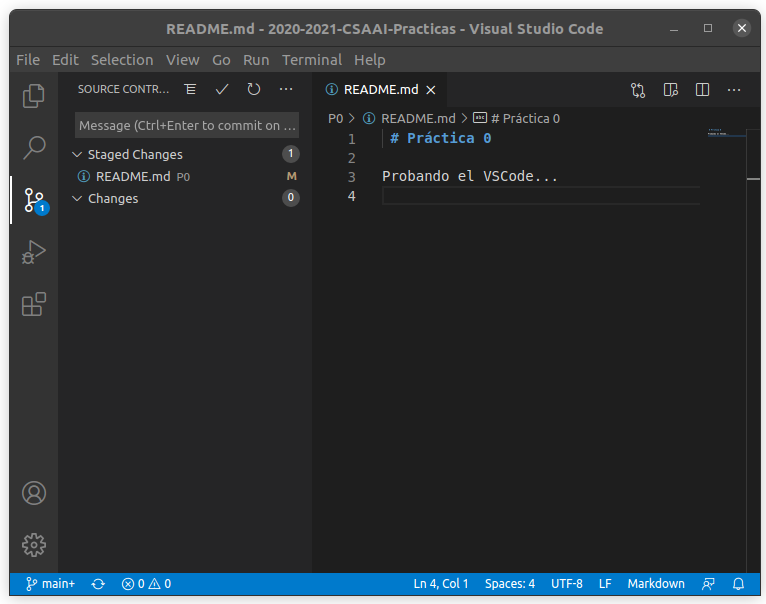 README.md - 2020-2021-CSAAI-Practicas - Visual Studio Code
File Edit Selection View Go Run Terminal Help
SOURCE CONTR...
Message (Ctrl+Enter to commit on ...
Staged Changes 1
README.md P0 M
Changes 0
1
README.md
P0 > README.md > # Práctica 0
1 # Práctica 0
2
3 Probando el VSCode...
4
main+ 0 0 Ln 4, Col 1 Spaces: 4 UTF-8 LF Markdown